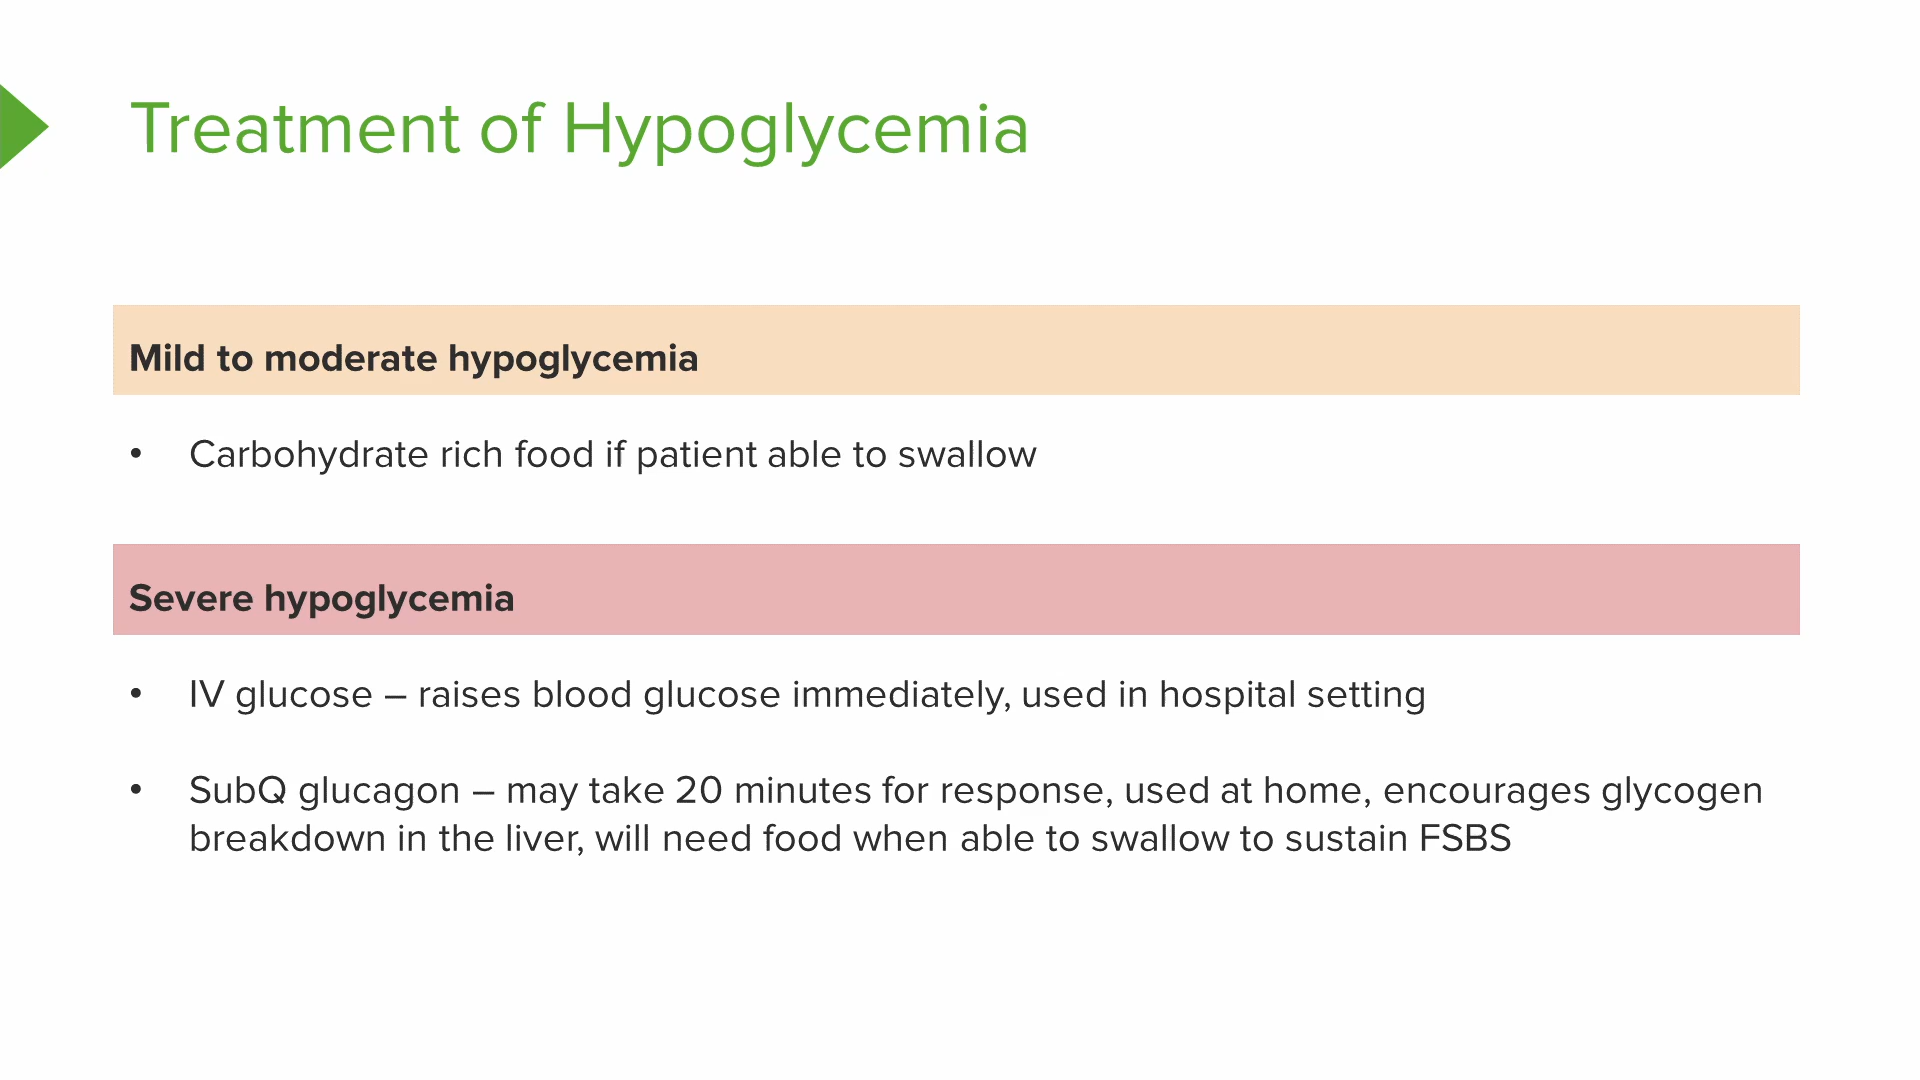 Treatment of Hypoglycemia
Mild to moderate hypoglycemia
• Carbohydrate rich food if patient able to swallow
Severe hypoglycemia
• IV glucose – raises blood glucose immediately, used in hospital setting
• SubQ glucagon – may take 20 minutes for response, used at home, encourages glycogen
breakdown in the liver, will need food when able to swallow to sustain FSBS